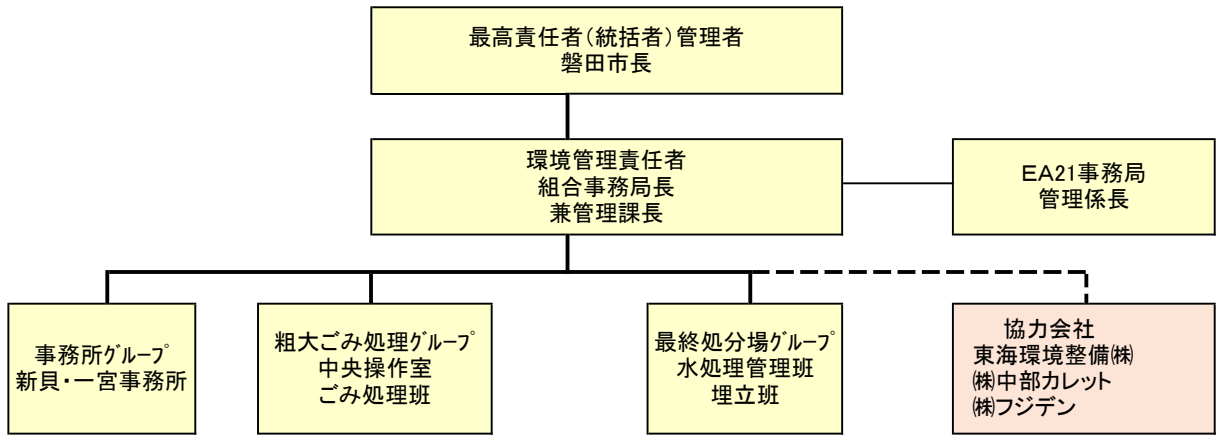 最高責任者(統括者)管理者
磐田市長
環境管理責任者
組合事務局長
兼管理課長
EA21事務局
管理係長
事務所ｸﾞﾙｰﾌﾟ
新貝・一宮事務所
粗大ごみ処理ｸﾞﾙｰﾌﾟ
中央操作室
ごみ処理班
最終処分場ｸﾞﾙｰﾌﾟ
水処理管理班
埋立班
協力会社
東海環境整備㈱
㈱中部カレット
㈱フジデン